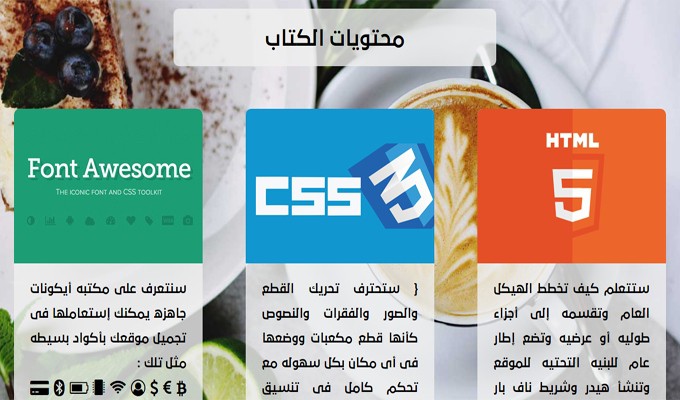 محتويات الكتاب
HTML
5
ستتعلم كيف تخطط الهيكل
العام وتقسمه إلى أجزاء
طوليه أو عرضيه وتضع إطار
عام للبنيه التحتيه للموقع
وتنشأ هيدر وشريط ناف بار
CSS 3
{ ستحترف تحريك القطع
والصور والفقرات والنصوص
كأنها قطع مكعبات ووضعها
فى أى مكان بكل سهوله مع
تحكم كامل فى تنسيق
Font Awesome
THE ICONIC FONT AND CSS TOOLKIT
سنتعرف على مكتبه أيكونات
جاهزه يمكنك إستعمالها فى
تجميل موقعك بأكواد بسيطه
مثل تلك :